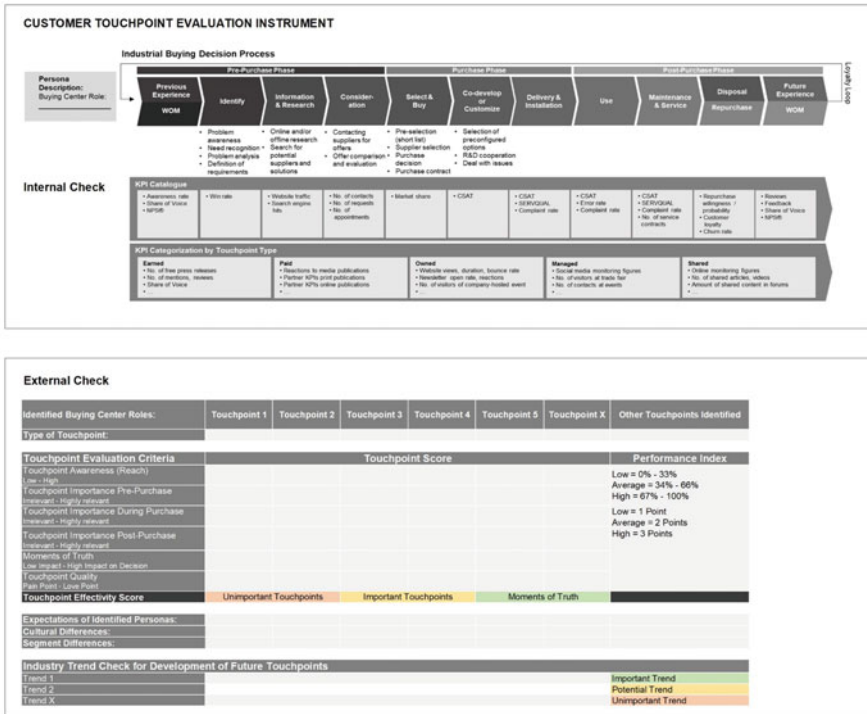 CUSTOMER TOUCHPOINT EVALUATION INSTRUMENT
Industrial Buying Decision Process
Persona Description:
Buying Center Role:
Pre-Purchase Phase
Purchase Phase
Post-Purchase Phase
Loyalty Loop
Previous Experience
WOM
Identify
Information & Research
Consider-ation
Select & Buy
Co-develop or Customize
Delivery & Installation
Use
Maintenance & Service
Disposal
Repurchase
Future Experience
WOM
• Problem awareness
• Need recognition
• Problem analysis
• Definition of requirements
• Online and/or offline research
• Search for potential suppliers and solutions
• Contacting suppliers for offers
• Offer comparison and evaluation
• Pre-selection (short list)
• Supplier selection
• Purchase decision
• Purchase contract
• Selection of preconfigured options
• R&D cooperation
• Deal with issues
Internal Check
KPI Catalogue
• Awareness rate
• Share of Voice
• NPS®
• Win rate
• Website traffic
• Search engine hits
• No. of contacts
• No. of requests
• No. of appointments
• Market share
• CSAT
• CSAT
• SERVQUAL
• Complaint rate
• CSAT
• Error rate
• Complaint rate
• CSAT
• SERVQUAL
• Complaint rate
• No. of service contracts
• Repurchase willingness / probability
• Customer loyalty
• Churn rate
• Reviews
• Feedback
• Share of Voice
• NPS®
KPI Categorization by Touchpoint Type
Earned
• No. of free press releases
• No. of mentions, reviews
• Share of Voice
• ...
Paid
• Reactions to media publications
• Partner KPIs print publications
• Partner KPIs online publications
• ...
Owned
• Website views, duration, bounce rate
• Newsletter open rate, reactions
• No. of visitors of company-hosted event
• ...
Managed
• Social media monitoring figures
• No. of visitors at trade fair
• No. of contacts at events
• ...
Shared
• Online monitoring figures
• No. of shared articles, videos
• Amount of shared content in forums
• ...
External Check
Identified Buying Center Roles: Touchpoint 1 Touchpoint 2 Touchpoint 3 Touchpoint 4 Touchpoint 5 Touchpoint X Other Touchpoints Identified
Type of Touchpoint:
Touchpoint Evaluation Criteria Touchpoint Score Performance Index
Touchpoint Awareness (Reach)
Low - High
Touchpoint Importance Pre-Purchase
Irrelevant - Highly relevant
Touchpoint Importance During Purchase
Irrelevant - Highly relevant
Touchpoint Importance Post-Purchase
Irrelevant - Highly relevant
Moments of Truth
Low Impact - High Impact on Decision
Touchpoint Quality
Pain Point - Love Point
Low = 0% - 33%
Average = 34% - 66%
High = 67% - 100%
Low = 1 Point
Average = 2 Points
High = 3 Points
Touchpoint Effectivity Score Unimportant Touchpoints Important Touchpoints Moments of Truth
Expectations of Identified Personas:
Cultural Differences:
Segment Differences:
Industry Trend Check for Development of Future Touchpoints
Trend 1 Important Trend
Trend 2 Potential Trend
Trend X Unimportant Trend